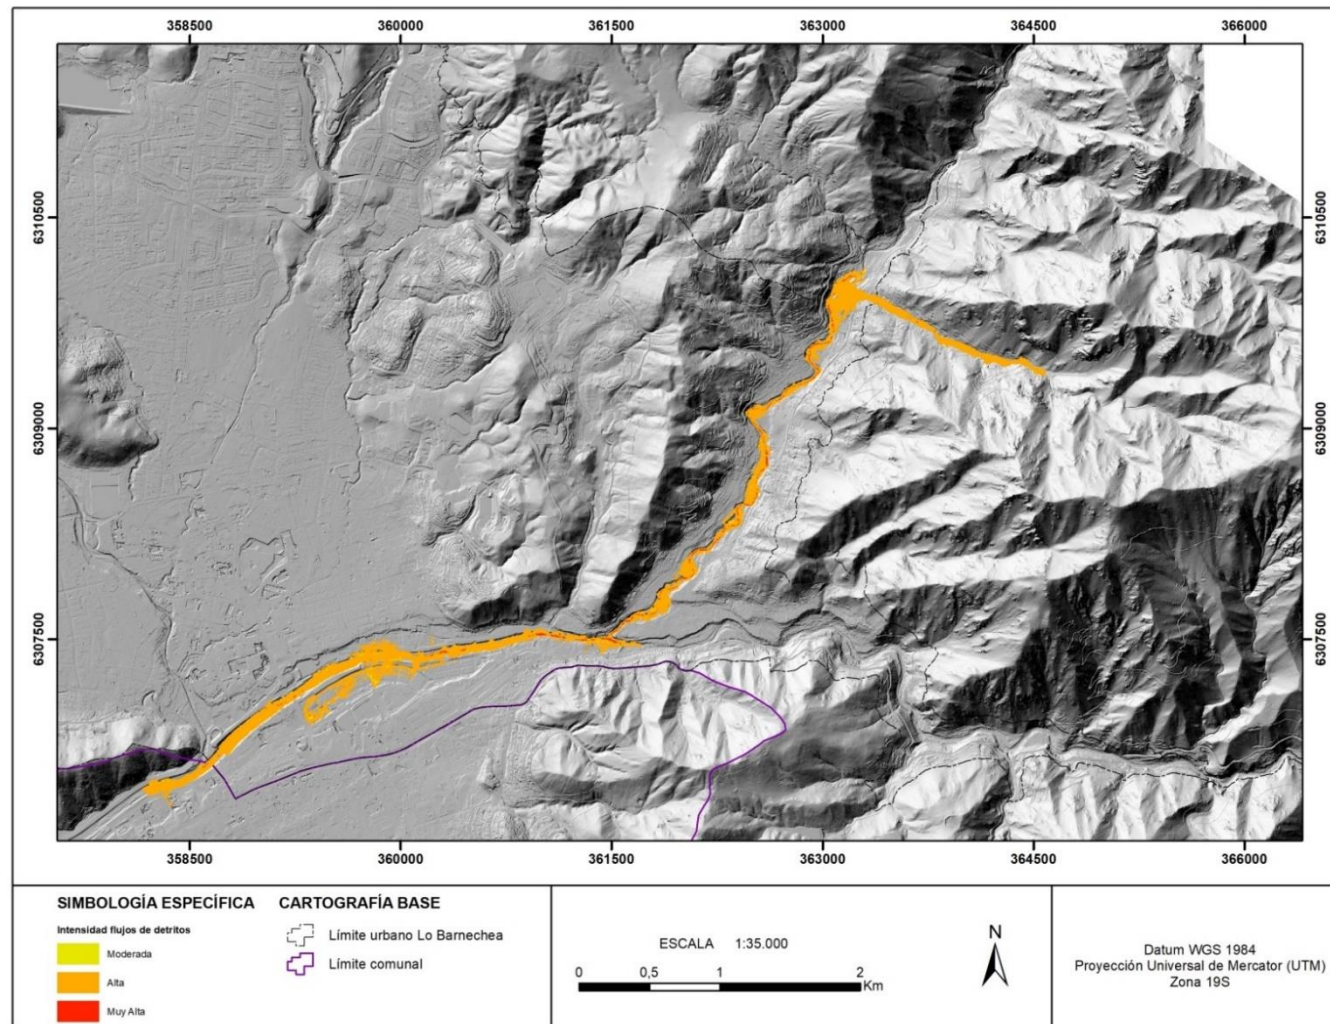 358500 360000 361500 363000 364500 366000
6310500 6310500
6309000 6309000
6307500 6307500
358500 360000 361500 363000 364500 366000
SIMBOLOGÍA ESPECÍFICA
Intensidad flujos de detritos
Moderada
Alta
Muy Alta
CARTOGRAFÍA BASE
Límite urbano Lo Barnechea
Límite comunal
ESCALA 1:35.000
0 0,5 1 2
Km
N
Datum WGS 1984
Proyección Universal de Mercator (UTM)
Zona 19S